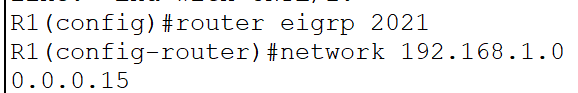 R1(config)#router eigrp 2021
R1(config-router)#network 192.168.1.0
0.0.0.15